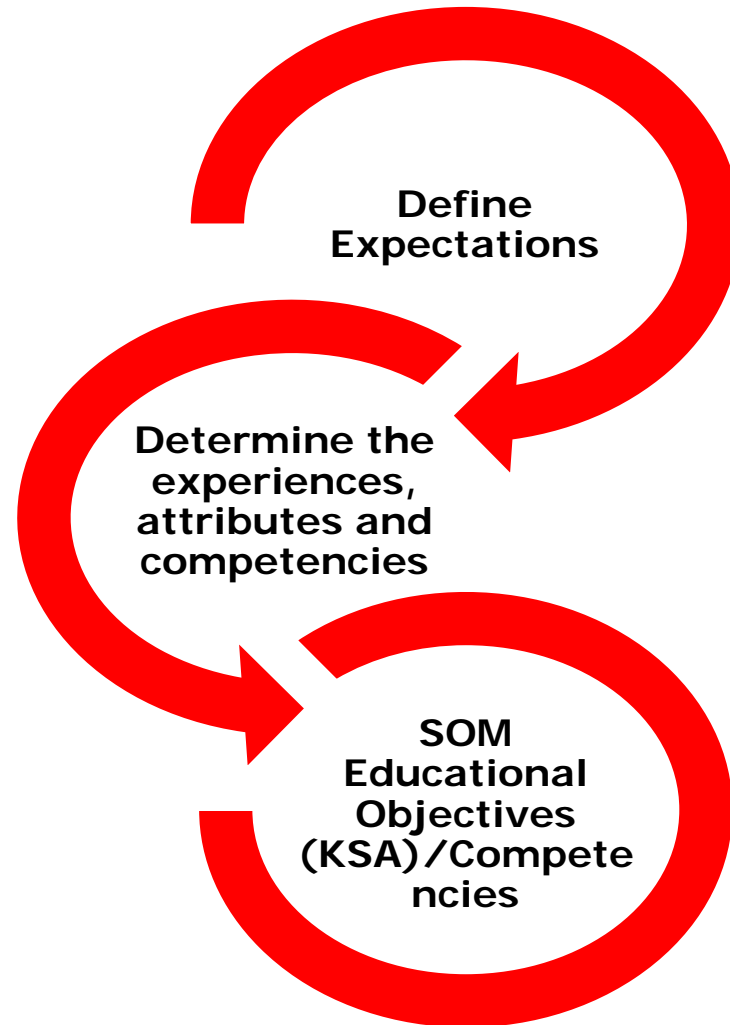 Define
Expectations
Determine the
experiences,
attributes and
competencies
SOM
Educational
Objectives
(KSA)/Compete
ncies